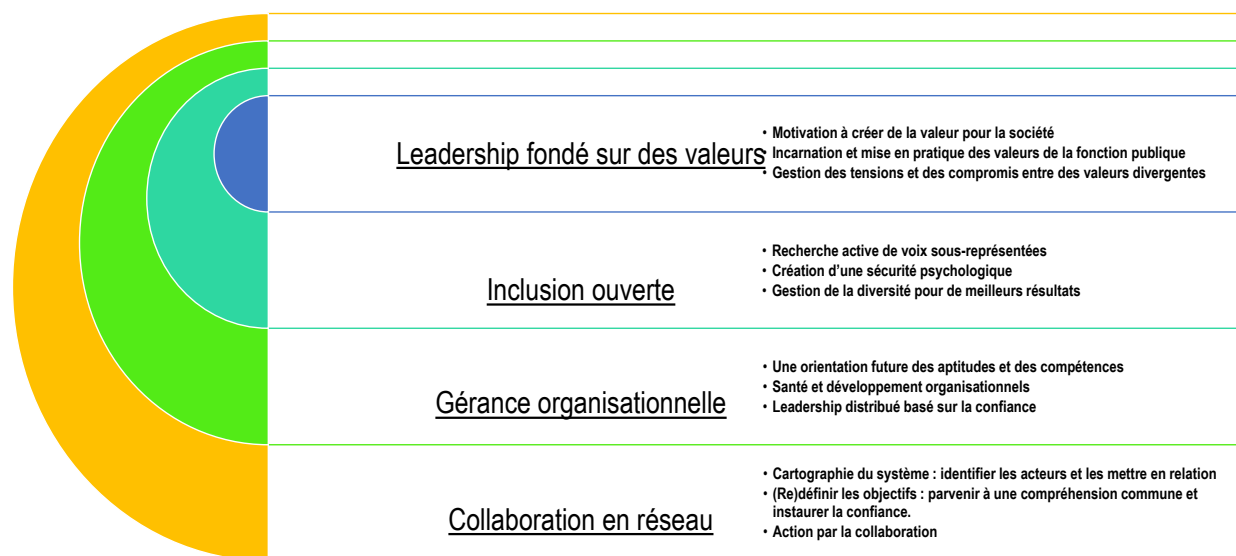 Leadership fondé sur des valeurs
• Motivation à créer de la valeur pour la société
• Incarnation et mise en pratique des valeurs de la fonction publique
• Gestion des tensions et des compromis entre des valeurs divergentes
Inclusion ouverte
• Recherche active de voix sous-représentées
• Création d’une sécurité psychologique
• Gestion de la diversité pour de meilleurs résultats
Gérance organisationnelle
• Une orientation future des aptitudes et des compétences
• Santé et développement organisationnels
• Leadership distribué basé sur la confiance
Collaboration en réseau
• Cartographie du système : identifier les acteurs et les mettre en relation
• (Re)définir les objectifs : parvenir à une compréhension commune et
instaurer la confiance.
• Action par la collaboration